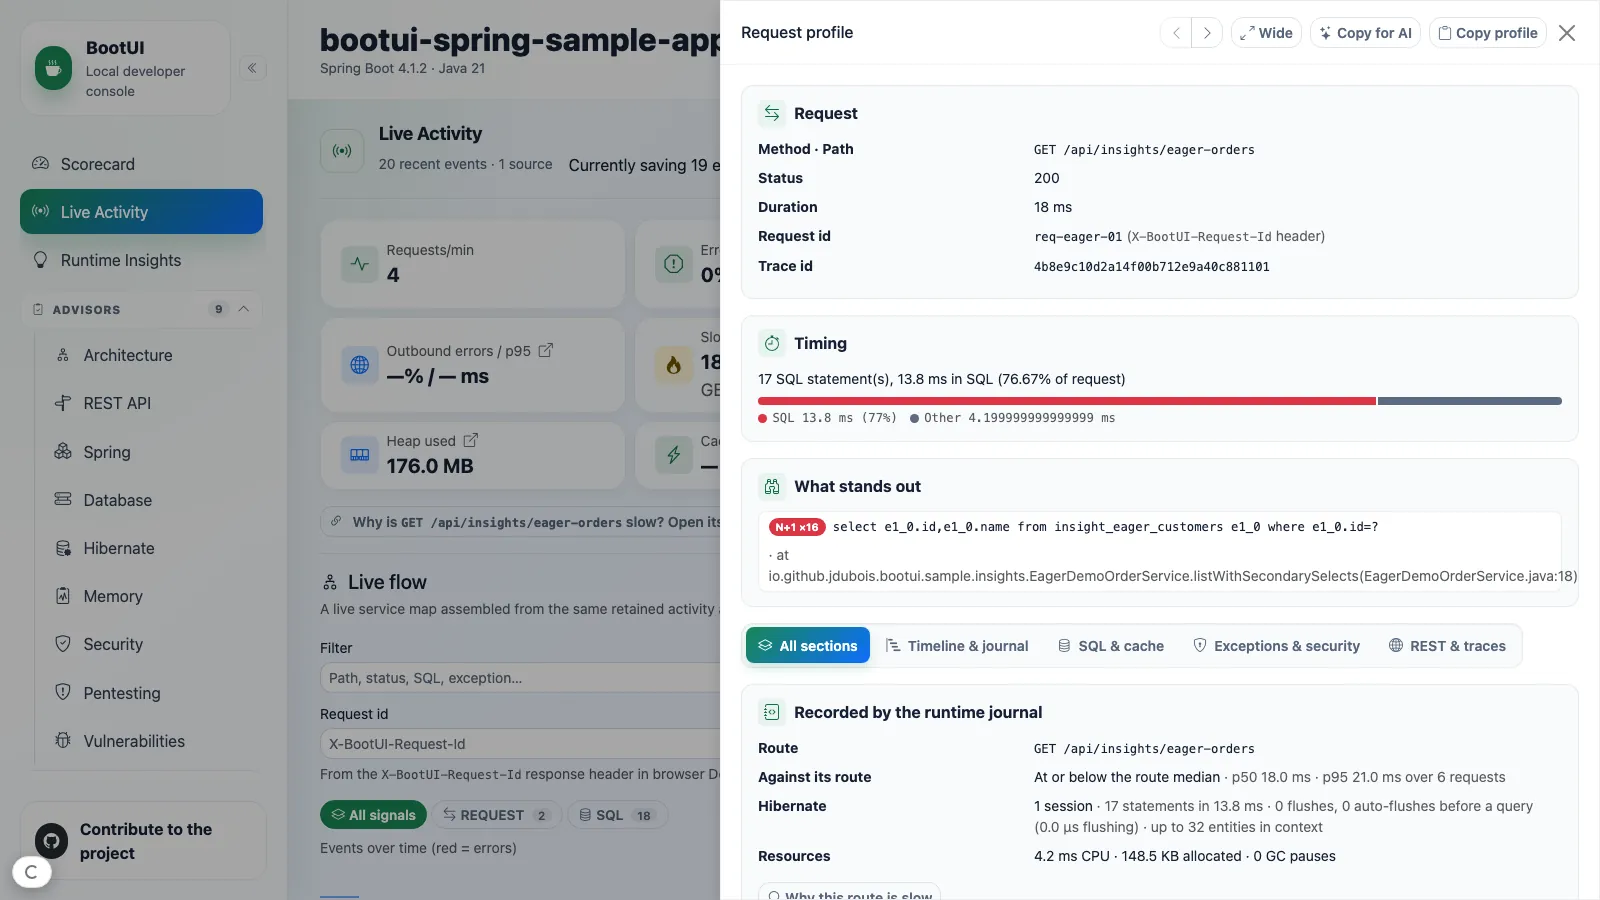 BootUI
Local developer
console
Scorecard
Live Activity
Runtime Insights
ADVISORS 9
Architecture
REST API
Spring
Database
Hibernate
Memory
Security
Pentesting
Vulnerabilities
Contribute to the
project
C
bootui-spring-sample-app
Spring Boot 4.1.2 · Java 21
Live Activity
20 recent events · 1 source Currently saving 19 e
Requests/min
4
Err
0%
Outbound errors / p95
—% / — ms
Slo
18
GE
Heap used
176.0 MB
Cac
—
Why is GET /api/insights/eager-orders slow? Open its
Live flow
A live service map assembled from the same retained activity a
Filter
Path, status, SQL, exception…
Request id
X-BootUI-Request-Id
From the X-BootUI-Request-Id response header in browser D
All signals REQUEST 2 SQL 18
Events over time (red = errors)
Request profile
Wide Copy for AI Copy profile
Request
Method · Path GET /api/insights/eager-orders
Status 200
Duration 18 ms
Request id req-eager-01 (X-BootUI-Request-Id header)
Trace id 4b8e9c10d2a14f00b712e9a40c881101
Timing
17 SQL statement(s), 13.8 ms in SQL (76.67% of request)
SQL 13.8 ms (77%) Other 4.199999999999999 ms
What stands out
N+1 x16 select e1_0.id,e1_0.name from insight_eager_customers e1_0 where e1_0.id=?
· at
io.github.jdubois.bootui.sample.insights.EagerDemoOrderService.listWithSecondarySelects(EagerDemoOrderService.java:18)
All sections Timeline & journal SQL & cache Exceptions & security REST & traces
Recorded by the runtime journal
Route GET /api/insights/eager-orders
Against its route At or below the route median · p50 18.0 ms · p95 21.0 ms over 6 requests
Hibernate 1 session · 17 statements in 13.8 ms · 0 flushes, 0 auto-flushes before a query
(0.0 µs flushing) · up to 32 entities in context
Resources 4.2 ms CPU · 148.5 KB allocated · 0 GC pauses
Why this route is slow